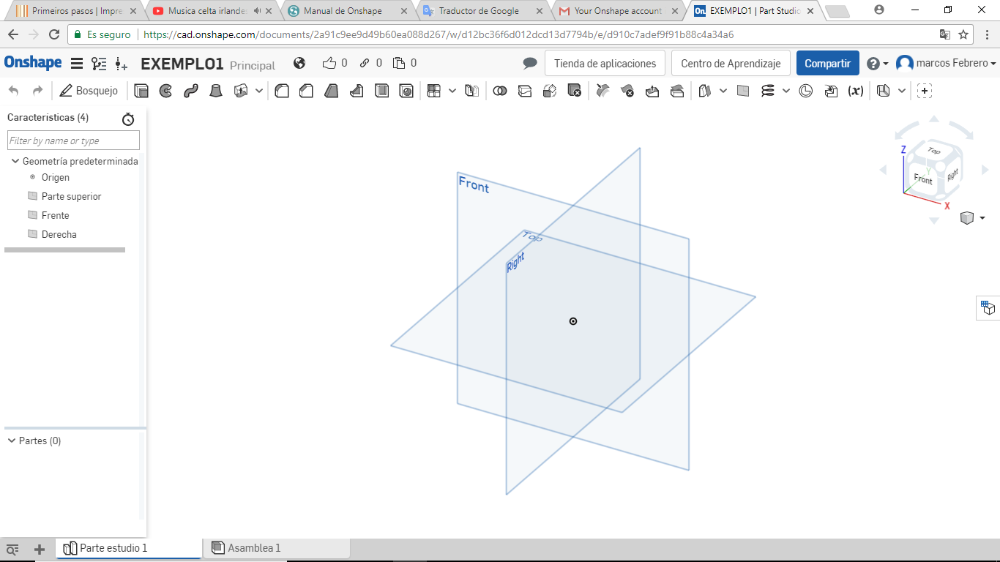 Primeiros pasos | Impre
Musica celta irlande
Manual de Onshape
Traductor de Google
Your Onshape account
On. EXEMPLO1 | Part Studio
Es seguro
https://cad.onshape.com/documents/2a91c9ee9d49b60ea088d267/w/d12bc36f6d012dcd13d7794b/e/d910c7adef9f91b88c4a34a6
Onshape
EXEMPLO1 Principal
0 0 0
Tienda de aplicaciones
Centro de Aprendizaje
Compartir
marcos Febrero
Bosquejo
(x)
Características (4)
Filter by name or type
Geometría predeterminada
Origen
Parte superior
Frente
Derecha
Front
Top
Right
Z
Top
Y
Front
Right
X
Partes (0)
Parte estudio 1
Asamblea 1